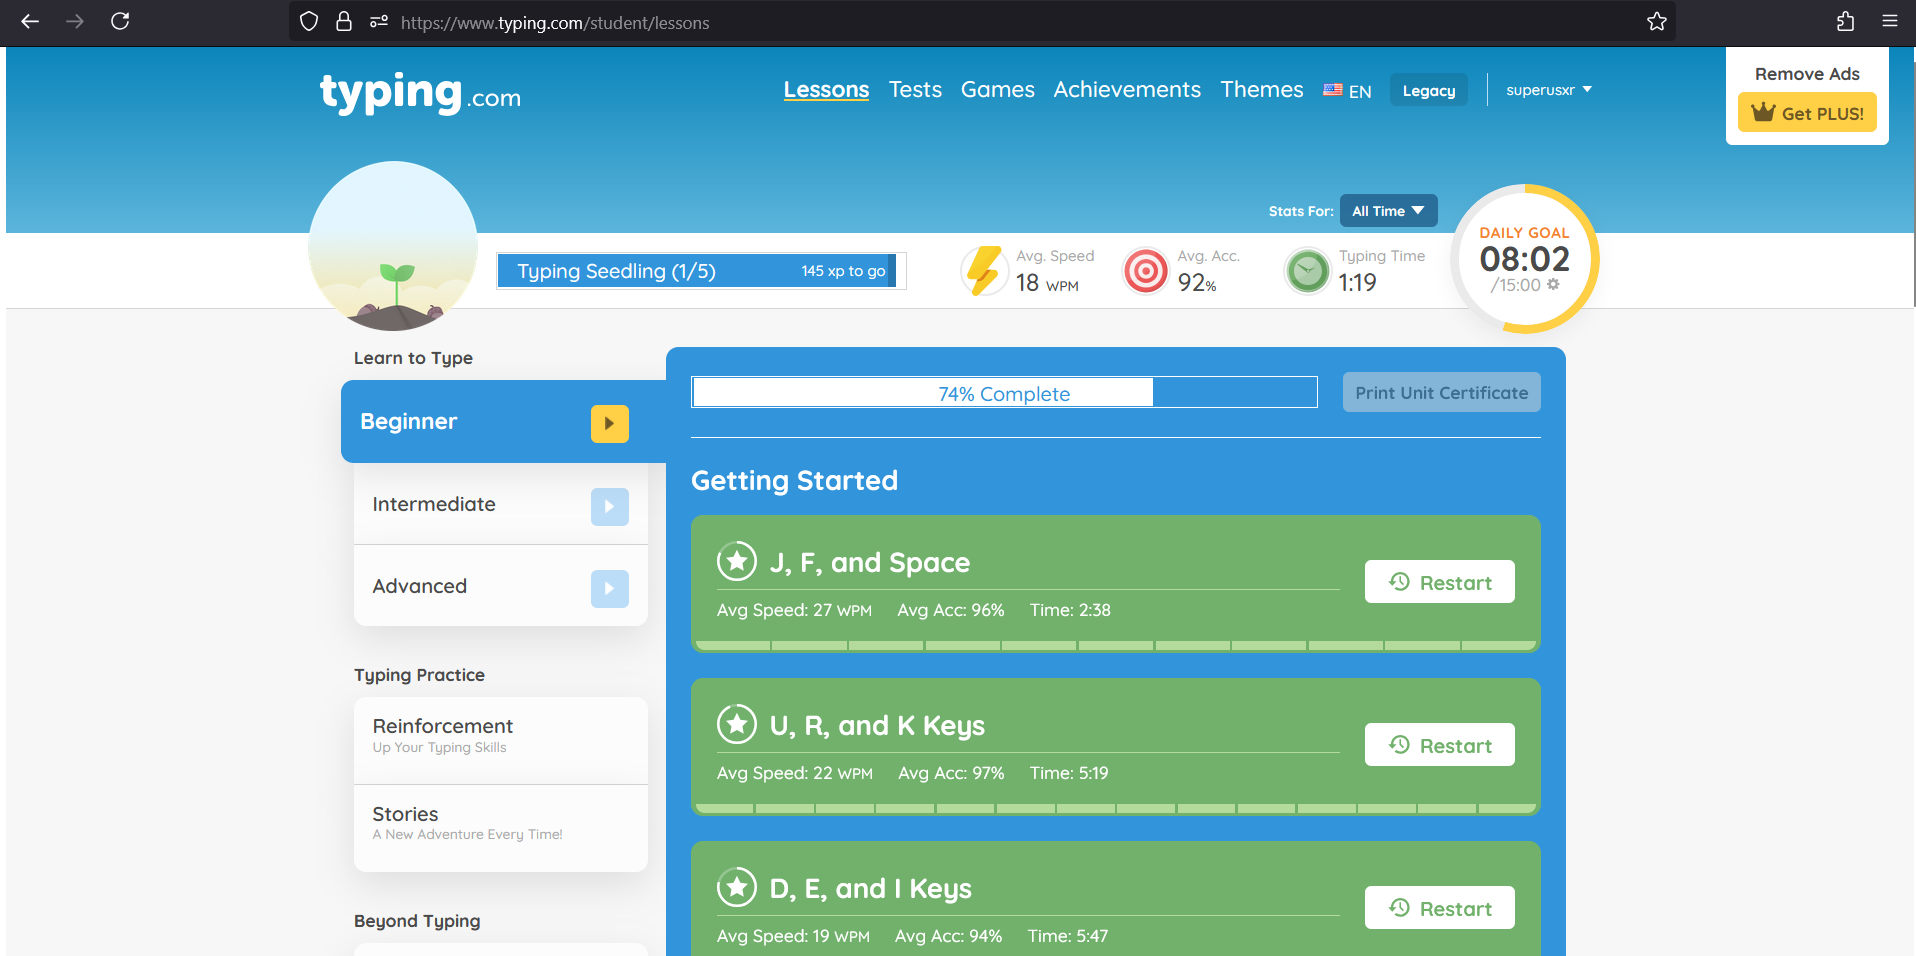 https://www.typing.com/student/lessons
typing.com
Lessons Tests Games Achievements Themes EN Legacy superusxr
Remove Ads
Get PLUS!
Stats For: All Time
Typing Seedling (1/5) 145 xp to go
Avg. Speed
18 WPM
Avg. Acc.
92%
Typing Time
1:19
DAILY GOAL
08:02
/15:00
Learn to Type
Beginner
Intermediate
Advanced
Typing Practice
Reinforcement
Up Your Typing Skills
Stories
A New Adventure Every Time!
Beyond Typing
74% Complete
Print Unit Certificate
Getting Started
J, F, and Space
Restart
Avg Speed: 27 WPM Avg Acc: 96% Time: 2:38
U, R, and K Keys
Restart
Avg Speed: 22 WPM Avg Acc: 97% Time: 5:19
D, E, and I Keys
Restart
Avg Speed: 19 WPM Avg Acc: 94% Time: 5:47